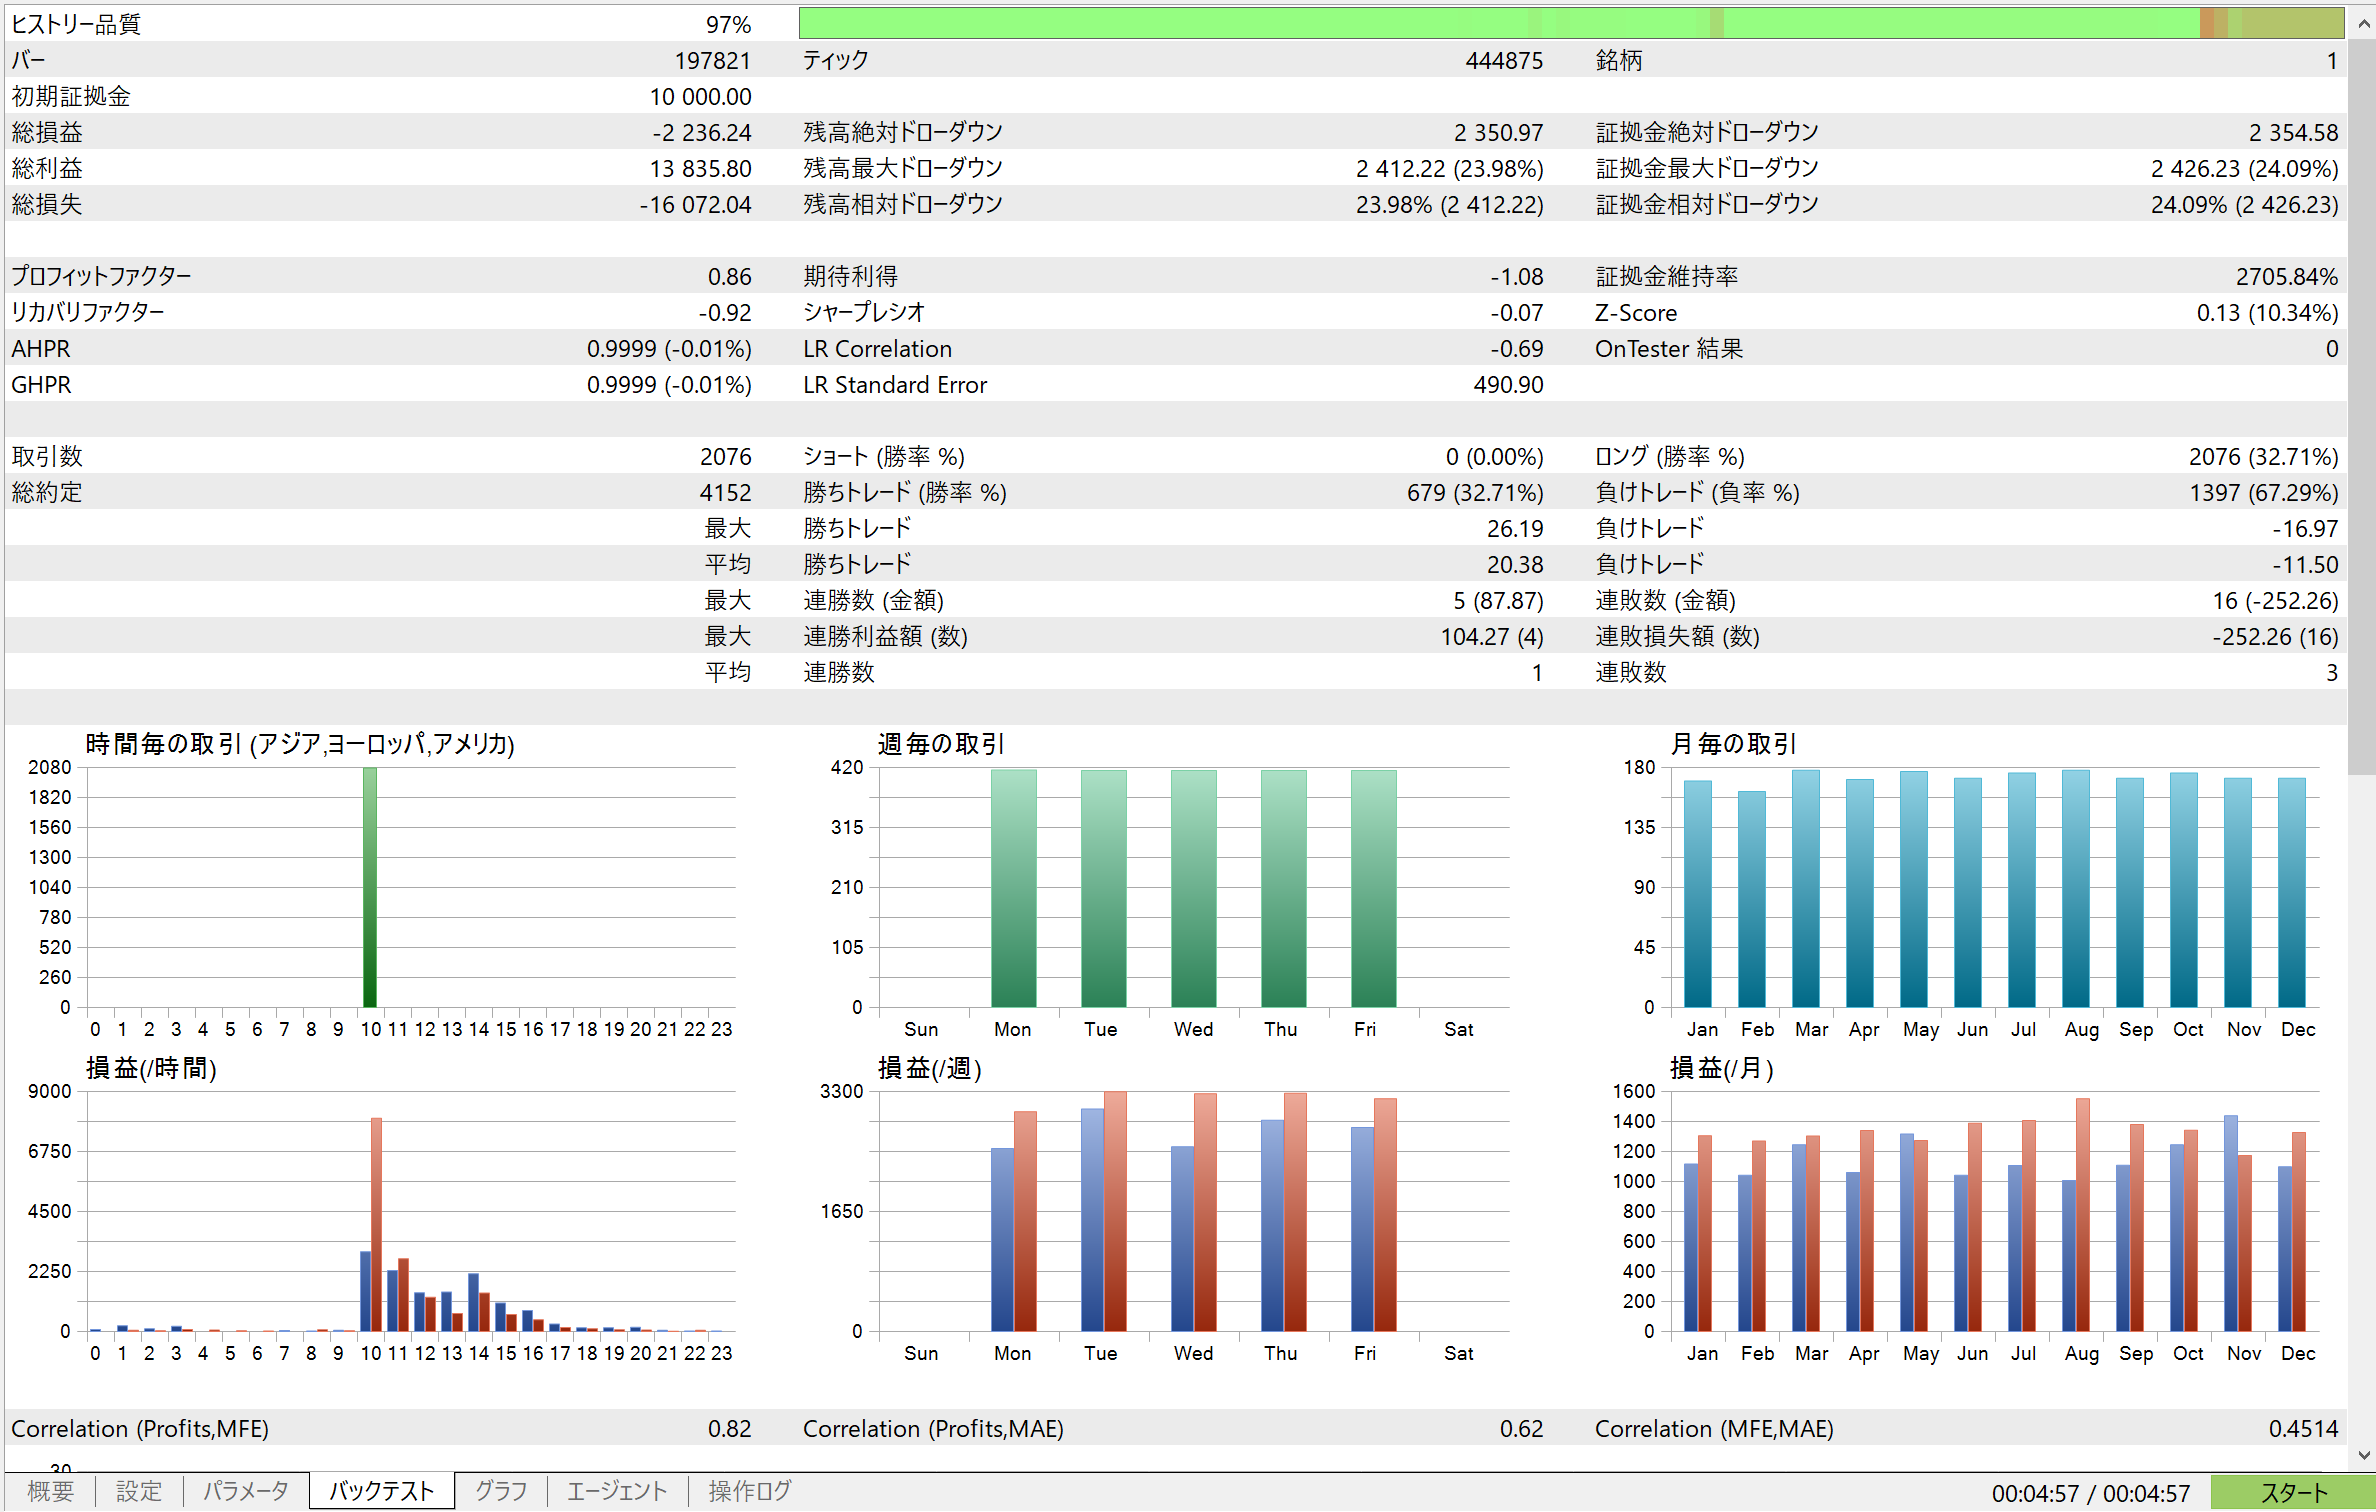 ヒストリー品質 97%
バー 197821 ティック 444875 銘柄 1
初期証拠金 10 000.00
総損益 -2 236.24 残高絶対ドローダウン 2 350.97 証拠金絶対ドローダウン 2 354.58
総利益 13 835.80 残高最大ドローダウン 2 412.22 (23.98%) 証拠金最大ドローダウン 2 426.23 (24.09%)
総損失 -16 072.04 残高相対ドローダウン 23.98% (2 412.22) 証拠金相対ドローダウン 24.09% (2 426.23)
プロフィットファクター 0.86 期待利得 -1.08 証拠金維持率 2705.84%
リカバリファクター -0.92 シャープレシオ -0.07 Z-Score 0.13 (10.34%)
AHPR 0.9999 (-0.01%) LR Correlation -0.69 OnTester 結果 0
GHPR 0.9999 (-0.01%) LR Standard Error 490.90
取引数 2076 ショート (勝率 %) 0 (0.00%) ロング (勝率 %) 2076 (32.71%)
総約定 4152 勝ちトレード (勝率 %) 679 (32.71%) 負けトレード (負率 %) 1397 (67.29%)
最大 勝ちトレード 26.19 負けトレード -16.97
平均 勝ちトレード 20.38 負けトレード -11.50
最大 連勝数 (金額) 5 (87.87) 連敗数 (金額) 16 (-252.26)
最大 連勝利益額 (数) 104.27 (4) 連敗損失額 (数) -252.26 (16)
平均 連勝数 1 連敗数 3
時間毎の取引 (アジア,ヨーロッパ,アメリカ)
2080
1820
1560
1300
1040
780
520
260
0
0 1 2 3 4 5 6 7 8 9 10 11 12 13 14 15 16 17 18 19 20 21 22 23
週毎の取引
420
315
210
105
0
Sun Mon Tue Wed Thu Fri Sat
月毎の取引
180
135
90
45
0
Jan Feb Mar Apr May Jun Jul Aug Sep Oct Nov Dec
損益(/時間)
9000
6750
4500
2250
0
0 1 2 3 4 5 6 7 8 9 10 11 12 13 14 15 16 17 18 19 20 21 22 23
損益(/週)
3300
1650
0
Sun Mon Tue Wed Thu Fri Sat
損益(/月)
1600
1400
1200
1000
800
600
400
200
0
Jan Feb Mar Apr May Jun Jul Aug Sep Oct Nov Dec
Correlation (Profits,MFE) 0.82 Correlation (Profits,MAE) 0.62 Correlation (MFE,MAE) 0.4514
30
概要 設定 パラメータ バックテスト グラフ エージェント 操作ログ 00:04:57 / 00:04:57 スタート